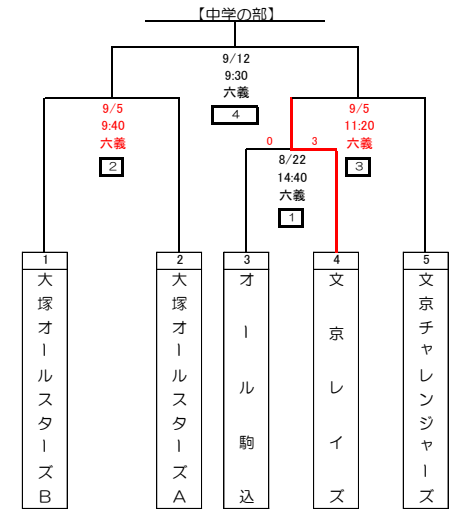 【中学の部】
9/12
9:30
六義
4
9/5
9:40
六義
2
9/5
11:20
六義
3
0 3
8/22
14:40
六義
1
1
大塚オールスターズB
2
大塚オールスターズA
3
オール駒込
4
文京レイズ
5
文京チャレンジャーズ